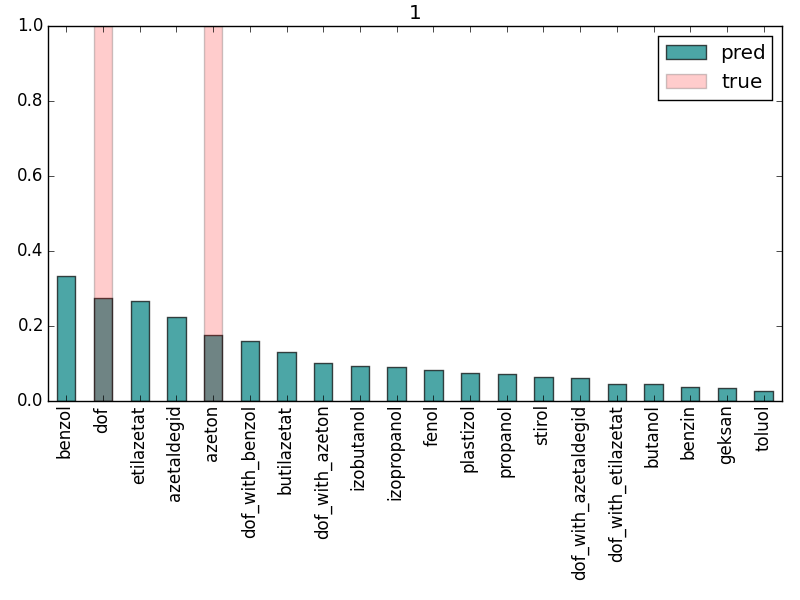 1
1.0
0.8
0.6
0.4
0.2
0.0
pred
true
benzol
dof
etilazetat
azetaldegid
azeton
dof_with_benzol
butilazetat
dof_with_azeton
izobutanol
izopropanol
fenol
plastizol
propanol
stirol
dof_with_azetaldegid
dof_with_etilazetat
butanol
benzin
geksan
toluol